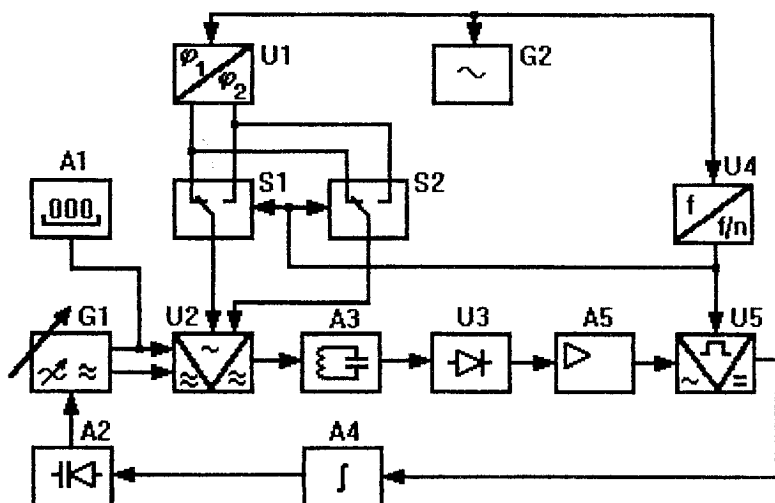 φ1
φ2
U1
G2
A1
000
S1
S2
U4
f
f/n
G1
U2
~
≈
≈
≈
A3
U3
A5
U5
~
=
~
A2
A4
∫